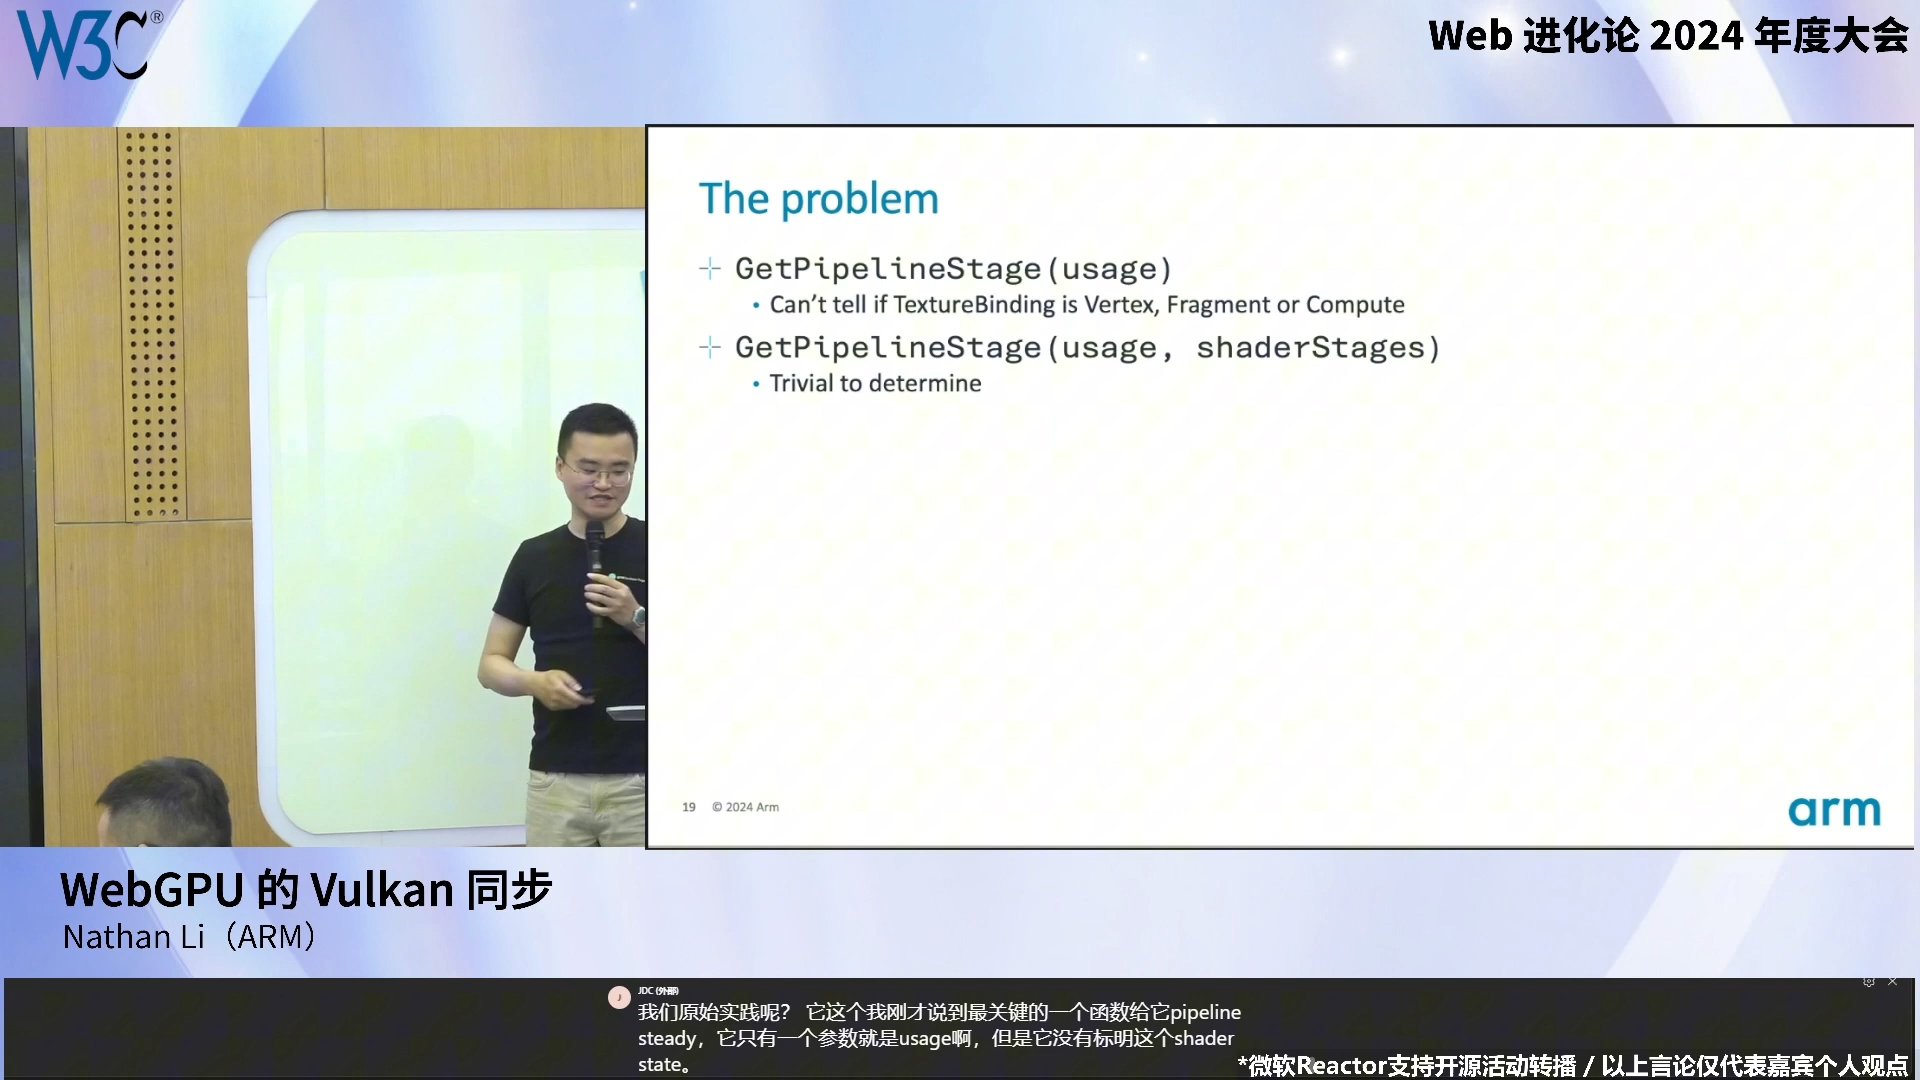 W3C®
Web 进化论 2024 年度大会
The problem
GetPipelineStage(usage)
• Can't tell if TextureBinding is Vertex, Fragment or Compute
GetPipelineStage(usage, shaderStages)
• Trivial to determine
19 © 2024 Arm
arm
WebGPU 的 Vulkan 同步
Nathan Li（ARM）
J
JDC (外部)
我们原始实践呢？ 它这个我刚才说到最关键的一个函数给它pipeline
steady，它只有一个参数就是usage啊，但是它没有标明这个shader
state。
*微软Reactor支持开源活动转播 / 以上言论仅代表嘉宾个人观点